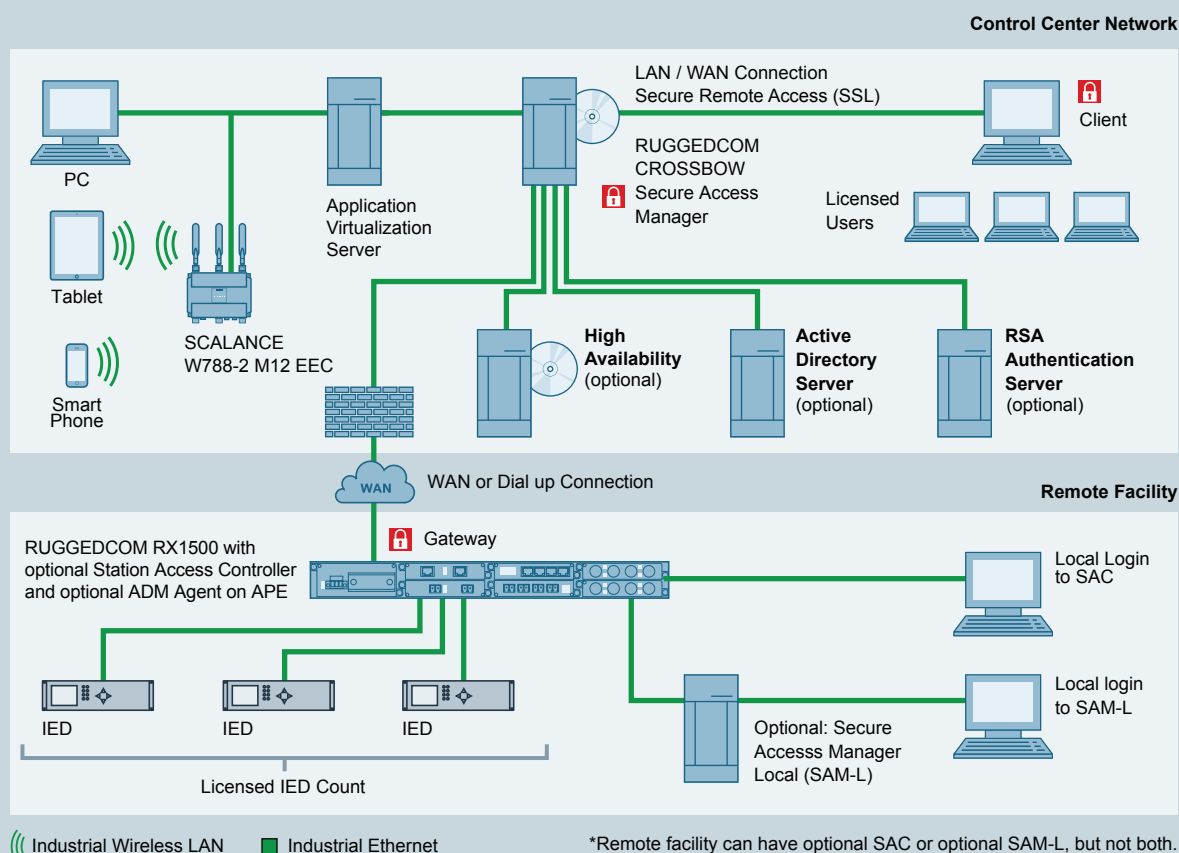 Control Center Network
LAN / WAN Connection
Secure Remote Access (SSL)
Client
PC
RUGGEDCOM
CROSSBOW
Secure Access
Manager
Application
Virtualization
Server
Licensed
Users
Tablet
SCALANCE
W788-2 M12 EEC
Smart
Phone
High
Availability
(optional)
Active
Directory
Server
(optional)
RSA
Authentication
Server
(optional)
WAN
WAN or Dial up Connection
Remote Facility
Gateway
RUGGEDCOM RX1500 with
optional Station Access Controller
and optional ADM Agent on APE
Local Login
to SAC
IED
IED
IED
Licensed IED Count
Optional: Secure
Accesss Manager
Local (SAM-L)
Local login
to SAM-L
Industrial Wireless LAN
Industrial Ethernet
*Remote facility can have optional SAC or optional SAM-L, but not both.